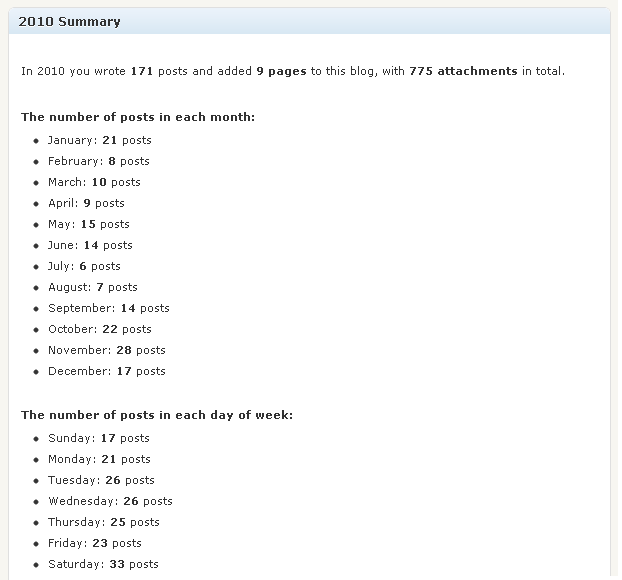 2010 Summary
In 2010 you wrote 171 posts and added 9 pages to this blog, with 775 attachments in total.
The number of posts in each month:
January: 21 posts
February: 8 posts
March: 10 posts
April: 9 posts
May: 15 posts
June: 14 posts
July: 6 posts
August: 7 posts
September: 14 posts
October: 22 posts
November: 28 posts
December: 17 posts
The number of posts in each day of week:
Sunday: 17 posts
Monday: 21 posts
Tuesday: 26 posts
Wednesday: 26 posts
Thursday: 25 posts
Friday: 23 posts
Saturday: 33 posts